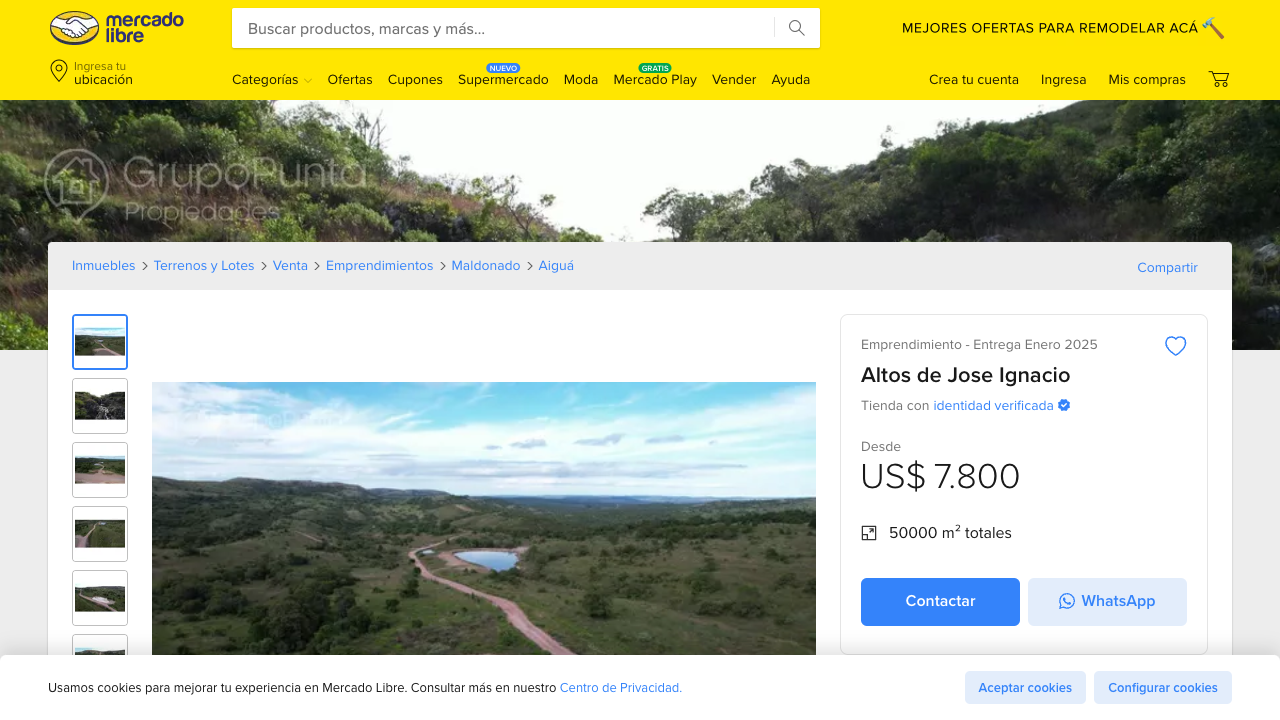 mercado
libre
Buscar productos, marcas y más...
MEJORES OFERTAS PARA REMODELAR ACÁ
Ingresa tu
ubicación
NUEVO
GRATIS
Categorías Ofertas Cupones Supermercado Moda Mercado Play Vender Ayuda
Crea tu cuenta Ingresa Mis compras
GrupoPunta
Propiedades
Inmuebles > Terrenos y Lotes > Venta > Emprendimientos > Maldonado > Aiguá
Compartir
Emprendimiento - Entrega Enero 2025
Altos de Jose Ignacio
Tienda con identidad verificada
Desde
US$ 7.800
50000 m² totales
Contactar
WhatsApp
Usamos cookies para mejorar tu experiencia en Mercado Libre. Consultar más en nuestro Centro de Privacidad.
Aceptar cookies
Configurar cookies